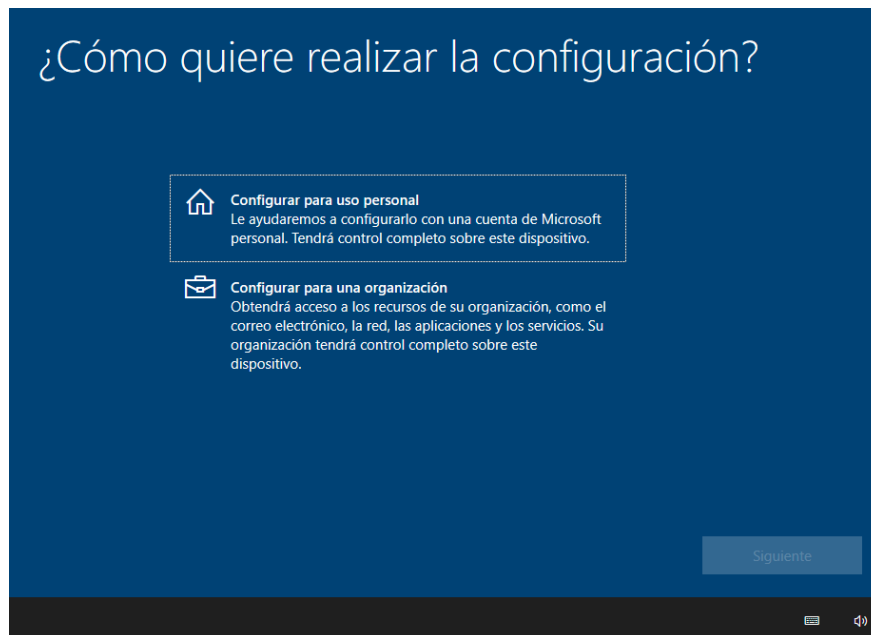 ¿Cómo quiere realizar la configuración?
Configurar para uso personal
Le ayudaremos a configurarlo con una cuenta de Microsoft
personal. Tendrá control completo sobre este dispositivo.
Configurar para una organización
Obtendrá acceso a los recursos de su organización, como el
correo electrónico, la red, las aplicaciones y los servicios. Su
organización tendrá control completo sobre este
dispositivo.
Siguiente